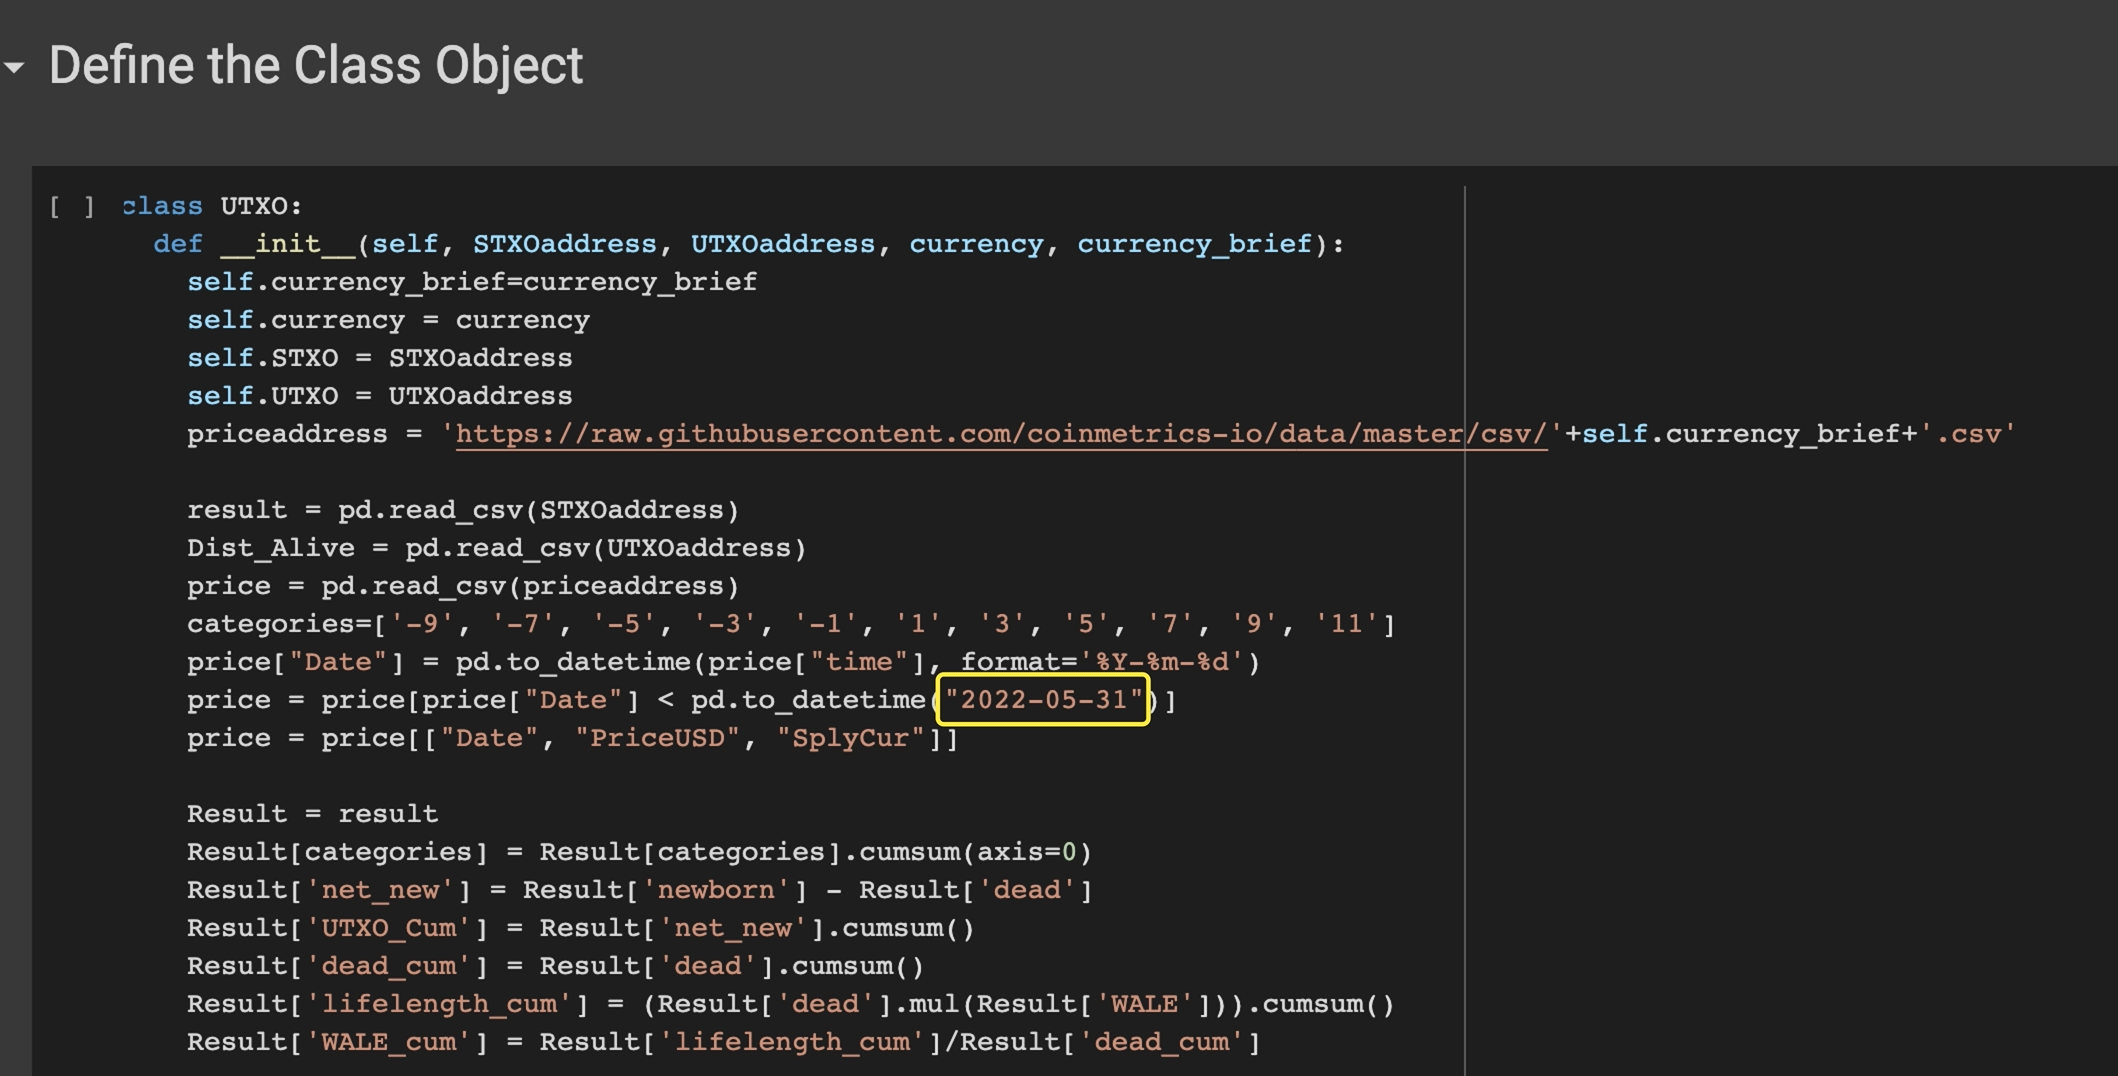 Define the Class Object
[ ] class UTXO:
def __init__(self, STXOaddress, UTXOaddress, currency, currency_brief):
self.currency_brief=currency_brief
self.currency = currency
self.STXO = STXOaddress
self.UTXO = UTXOaddress
priceaddress = 'https://raw.githubusercontent.com/coinmetrics-io/data/master/csv/'+self.currency_brief+'.csv'
result = pd.read_csv(STXOaddress)
Dist_Alive = pd.read_csv(UTXOaddress)
price = pd.read_csv(priceaddress)
categories=['-9', '-7', '-5', '-3', '-1', '1', '3', '5', '7', '9', '11']
price["Date"] = pd.to_datetime(price["time"], format='%Y-%m-%d')
price = price[price["Date"] < pd.to_datetime("2022-05-31")]
price = price[["Date", "PriceUSD", "SplyCur"]]
Result = result
Result[categories] = Result[categories].cumsum(axis=0)
Result['net_new'] = Result['newborn'] - Result['dead']
Result['UTXO_Cum'] = Result['net_new'].cumsum()
Result['dead_cum'] = Result['dead'].cumsum()
Result['lifelength_cum'] = (Result['dead'].mul(Result['WALE'])).cumsum()
Result['WALE_cum'] = Result['lifelength_cum']/Result['dead_cum']